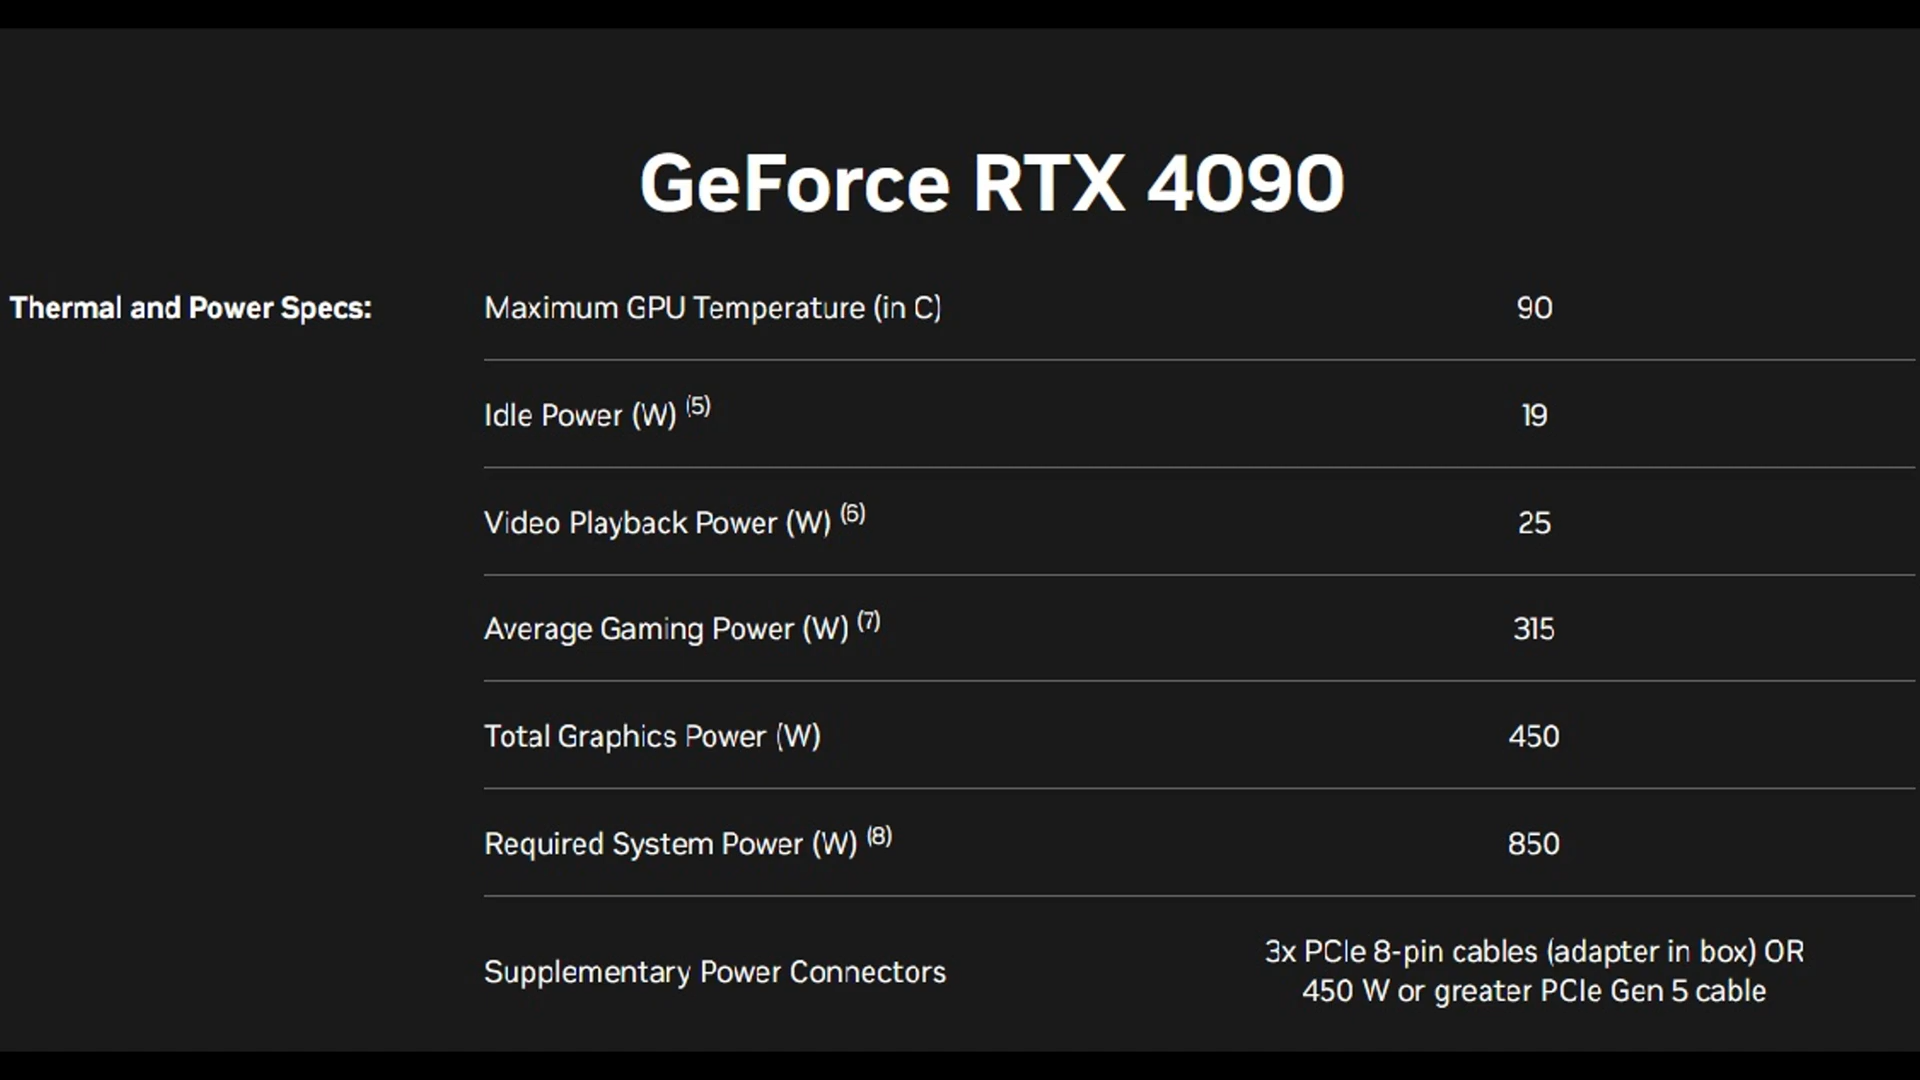 GeForce RTX 4090
Thermal and Power Specs: Maximum GPU Temperature (in C) 90
Idle Power (W) (5) 19
Video Playback Power (W) (6) 25
Average Gaming Power (W) (7) 315
Total Graphics Power (W) 450
Required System Power (W) (8) 850
Supplementary Power Connectors 3x PCIe 8-pin cables (adapter in box) OR
450 W or greater PCIe Gen 5 cable